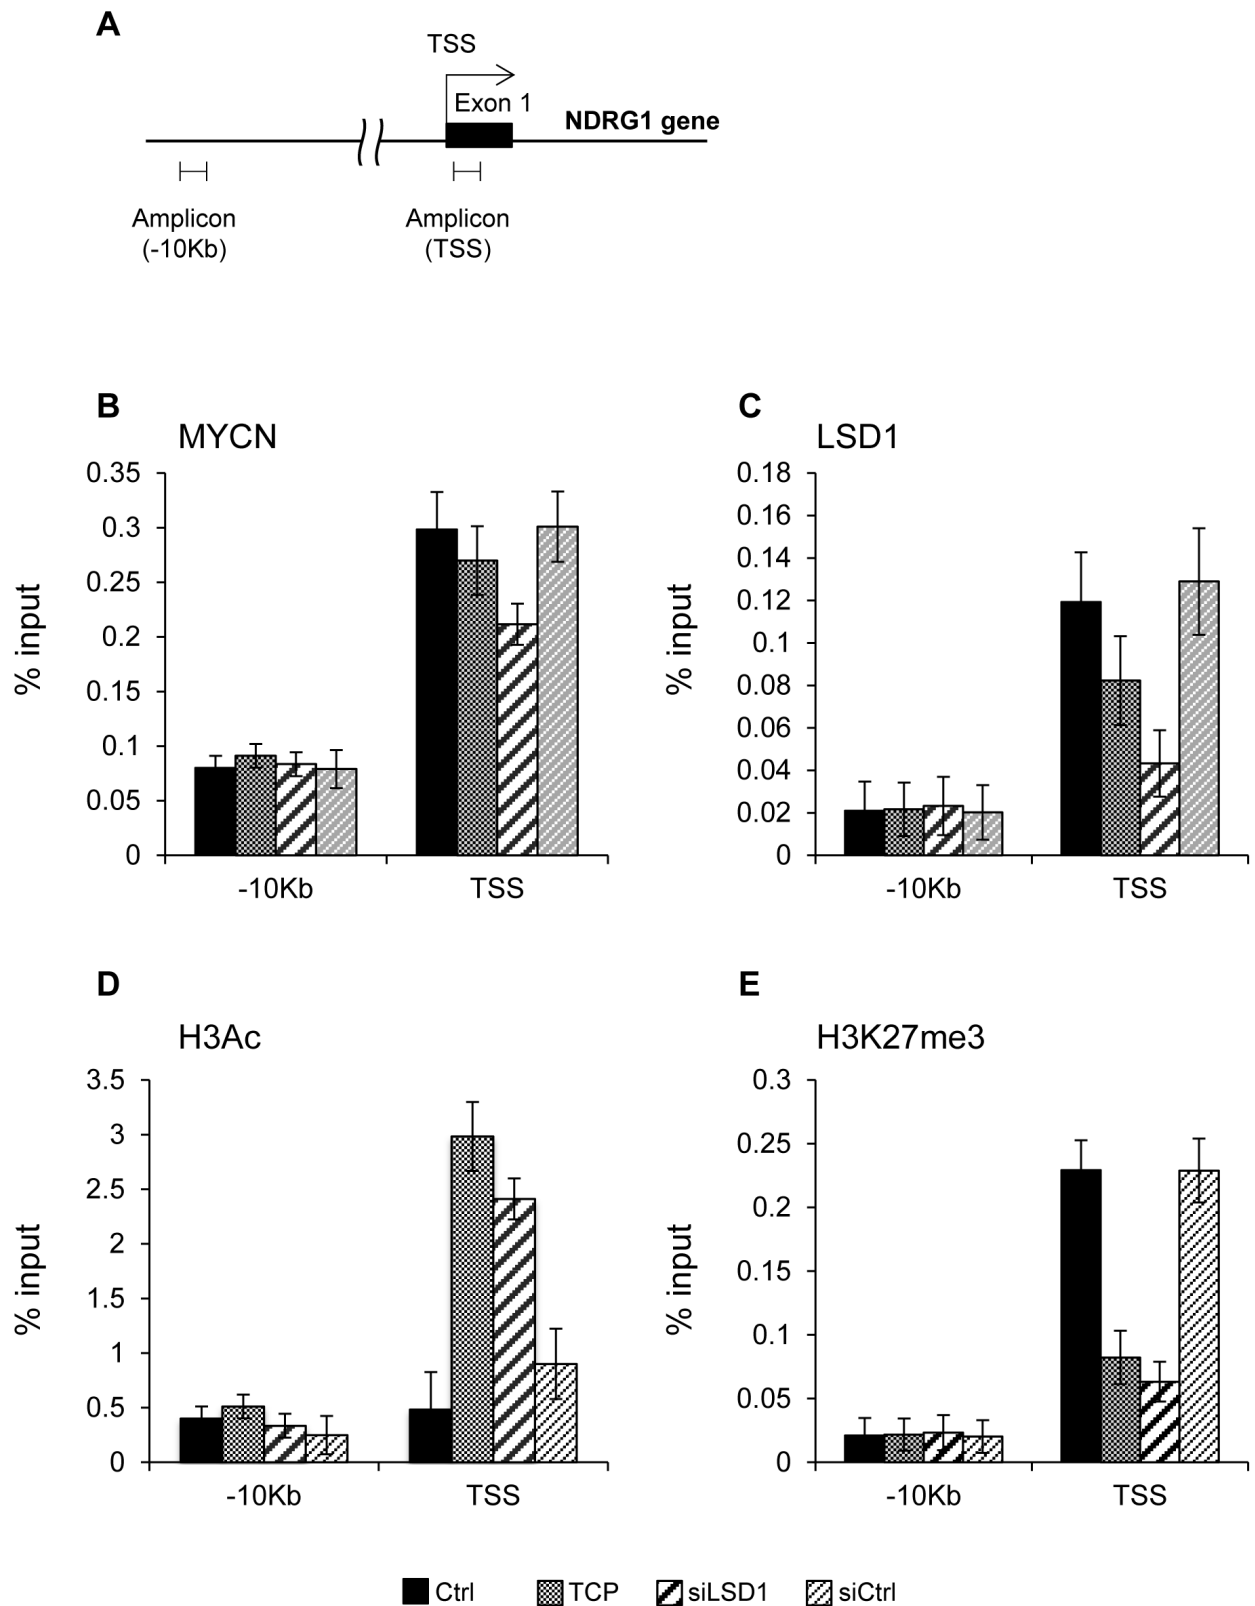 A
TSS
Exon 1
NDRG1 gene
Amplicon
(-10Kb)
Amplicon
(TSS)
B
MYCN
0.35
0.3
0.25
0.2
0.15
0.1
0.05
0
% input
-10Kb
TSS
C
LSD1
0.18
0.16
0.14
0.12
0.1
0.08
0.06
0.04
0.02
0
% input
-10Kb
TSS
D
H3Ac
3.5
3
2.5
2
1.5
1
0.5
0
% input
-10Kb
TSS
E
H3K27me3
0.3
0.25
0.2
0.15
0.1
0.05
0
% input
-10Kb
TSS
Ctrl
TCP
siLSD1
siCtrl